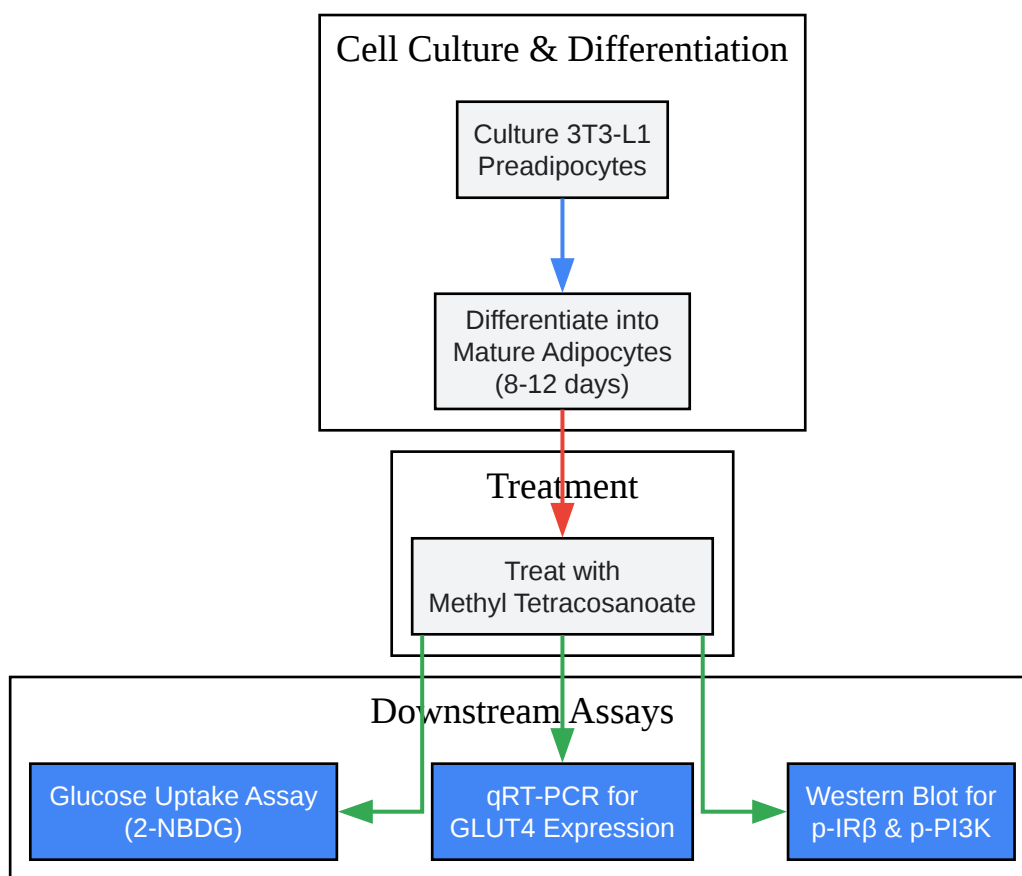 Cell Culture & Differentiation
Culture 3T3-L1
Preadipocytes
Differentiate into
Mature Adipocytes
(8-12 days)
Treatment
Treat with
Methyl Tetracosanoate
Downstream Assays
Glucose Uptake Assay
(2-NBDG)
qRT-PCR for
GLUT4 Expression
Western Blot for
p-IRβ & p-PI3K